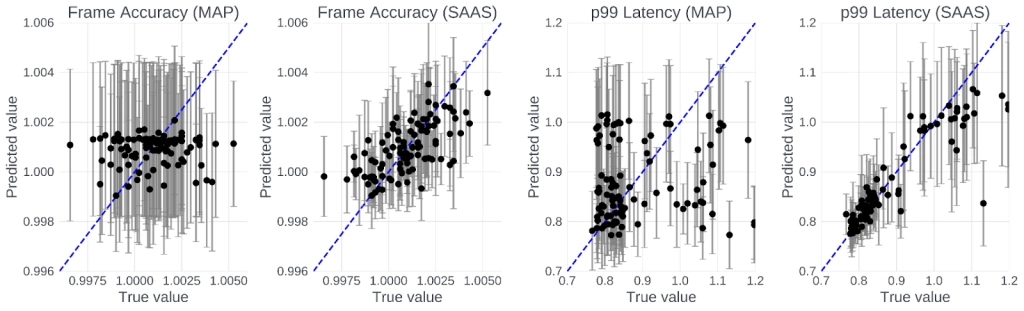 Frame Accuracy (MAP)
Predicted value
1.006
1.004
1.002
1.000
0.998
0.996
0.9975 1.0000 1.0025 1.0050
True value
Frame Accuracy (SAAS)
Predicted value
1.006
1.004
1.002
1.000
0.998
0.996
0.9975 1.0000 1.0025 1.0050
True value
p99 Latency (MAP)
Predicted value
1.2
1.1
1.0
0.9
0.8
0.7
0.7 0.8 0.9 1.0 1.1 1.2
True value
p99 Latency (SAAS)
Predicted value
1.2
1.1
1.0
0.9
0.8
0.7
0.7 0.8 0.9 1.0 1.1 1.2
True value